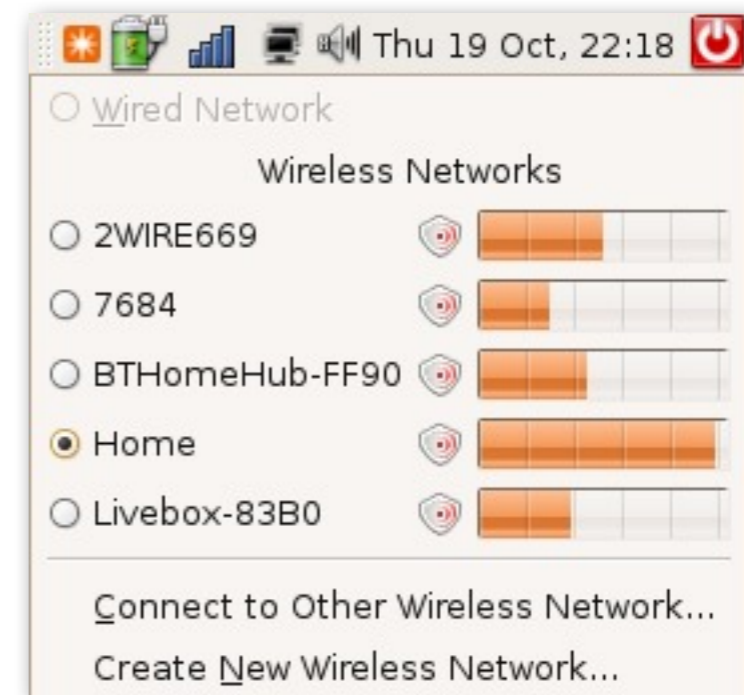 Thu 19 Oct, 22:18
Wired Network
Wireless Networks
2WIRE669
7684
BTHomeHub-FF90
Home
Livebox-83B0
Connect to Other Wireless Network...
Create New Wireless Network...